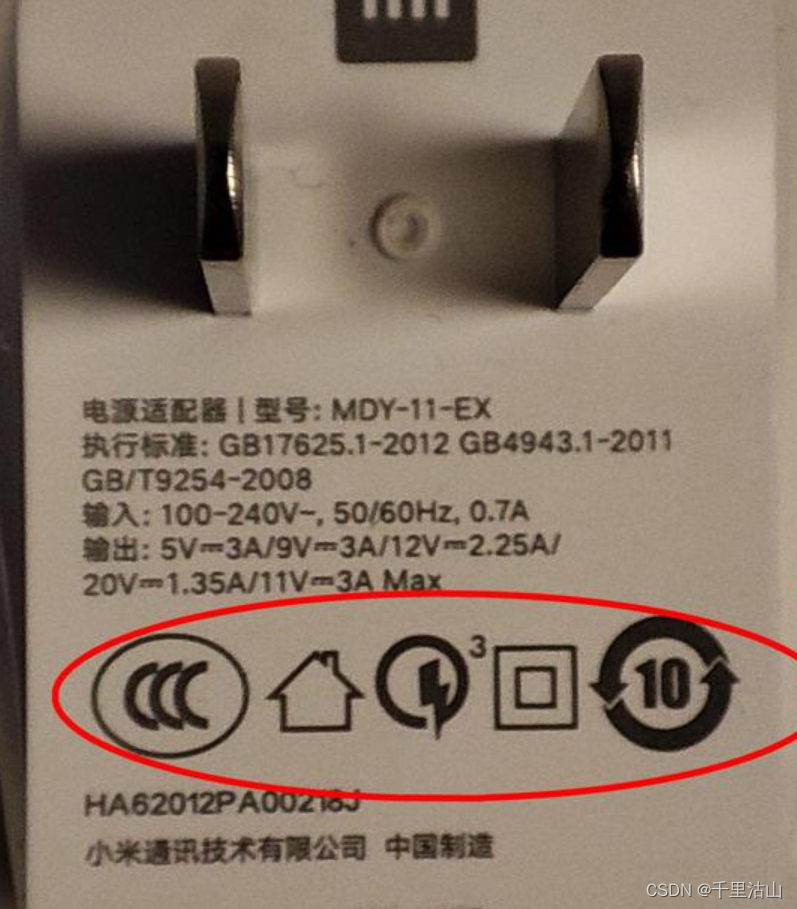 电源适配器 | 型号: MDY-11-EX
执行标准: GB17625.1-2012 GB4943.1-2011
GB/T9254-2008
输入: 100-240V~, 50/60Hz, 0.7A
输出: 5V⎓3A/9V⎓3A/12V⎓2.25A/
20V⎓1.35A/11V⎓3A Max
CCC 3 10
HA62012PA00218J
小米通讯技术有限公司 中国制造
CSDN @千里沽山